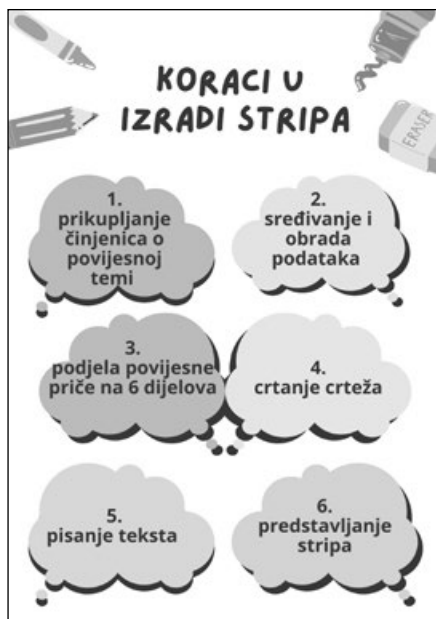 KORACI U
IZRADI STRIPA
ERASER
1.
prikupljanje
činjenica o
povijesnoj
temi
2.
sređivanje i
obrada
podataka
3.
podjela povijesne
priče na 6 dijelova
4.
crtanje crteža
5.
pisanje teksta
6.
predstavljanje
stripa